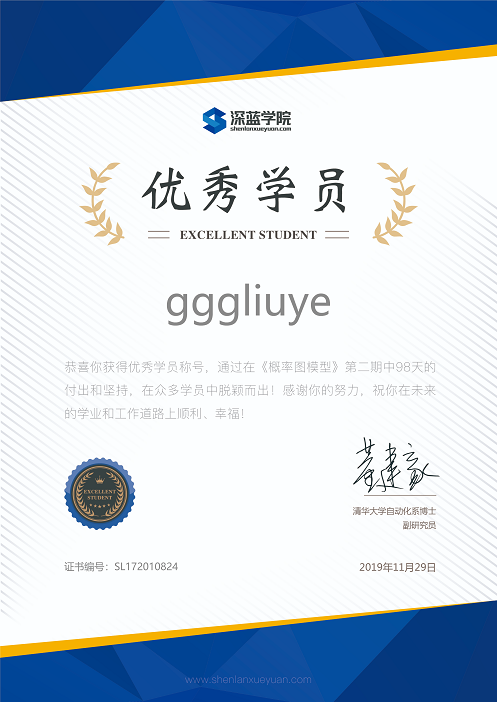 深蓝学院
shenlanxueyuan.com
优秀学员
EXCELLENT STUDENT
gggliuye
恭喜你获得优秀学员称号，通过在《概率图模型》第二期中98天的
付出和坚持，在众多学员中脱颖而出！感谢你的努力，祝你在未来
的学业和工作道路上顺利、幸福！
EXCELLENT
STUDENT
清华大学自动化系博士
副研究员
证书编号：SL172010824
2019年11月29日
www.shenlanxueyuan.com